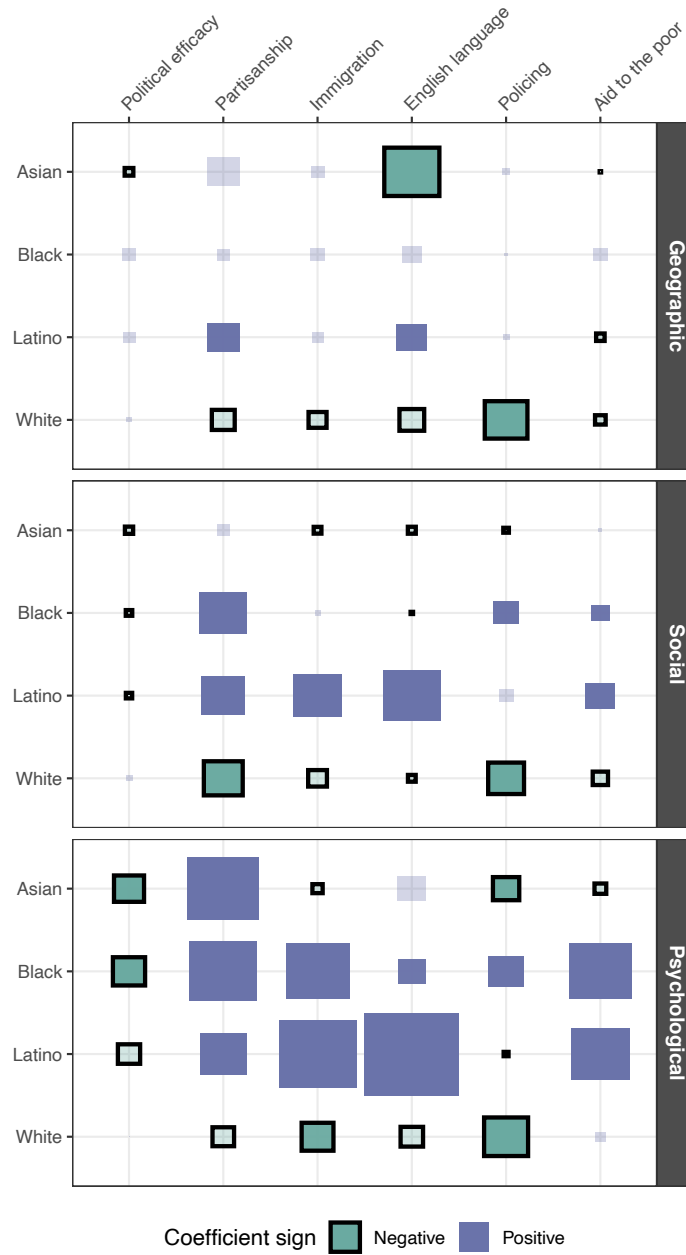 Political efficacy
Partisanship
Immigration
English language
Policing
Aid to the poor
Asian
Black
Latino
White
Geographic
Asian
Black
Latino
White
Social
Asian
Black
Latino
White
Psychological
Coefficient sign Negative Positive